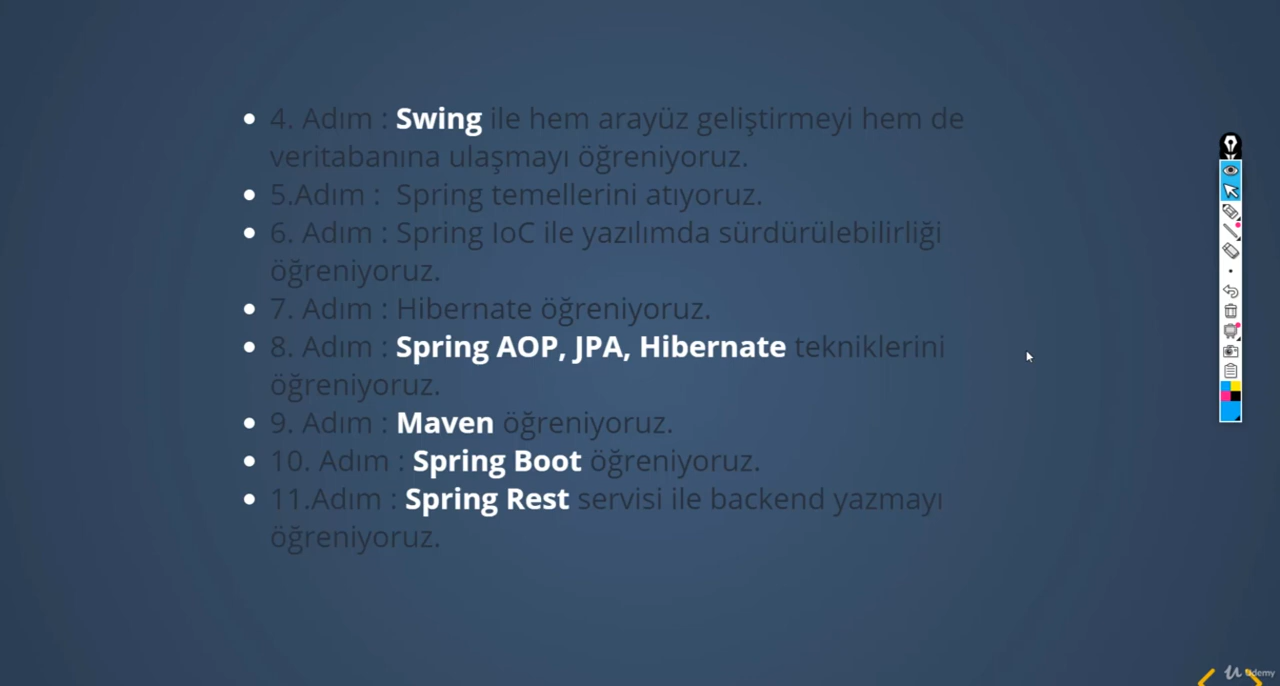 4. Adım : Swing ile hem arayüz geliştirmeyi hem de
veritabanına ulaşmayı öğreniyoruz.
5.Adım :  Spring temellerini atıyoruz.
6. Adım : Spring IoC ile yazılımda sürdürülebilirliği
öğreniyoruz.
7. Adım : Hibernate öğreniyoruz.
8. Adım : Spring AOP, JPA, Hibernate tekniklerini
öğreniyoruz.
9. Adım : Maven öğreniyoruz.
10. Adım : Spring Boot öğreniyoruz.
11.Adım : Spring Rest servisi ile backend yazmayı
öğreniyoruz.
Udemy